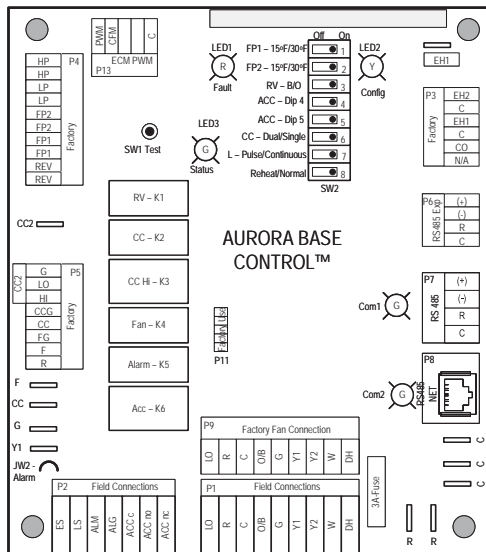 PWM
CFM
C
ECM PWM
P13
LED1
R
Fault
Off On
FP1 – 15ºF/30ºF 1
FP2 – 15ºF/30ºF 2
RV – B/O 3
ACC – Dip 4 4
ACC – Dip 5 5
CC – Dual/Single 6
L – Pulse/Continuous 7
Reheat/Normal 8
SW2
LED2
Y
Config
EH1
HP
HP
LP
LP
FP2
FP2
FP1
FP1
REV
REV
P4
Factory
SW1 Test
LED3
G
Status
P3
Factory
EH2
C
EH1
C
CO
N/A
CC2
RV – K1
CC – K2
CC Hi – K3
Fan – K4
Alarm – K5
Acc – K6
AURORA BASE
CONTROL™
P6
RS485 Exp
(+)
(-)
R
C
CC2
G
LO
HI
CCG
CC
FG
F
R
P5
Factory
Factory Use
P11
Com1
G
P7
RS 485
(+)
(-)
R
C
Com2
G
P8
RS485
NET
F
CC
G
Y1
JW2 -
Alarm
P9 Factory Fan Connection
LO R C O/B G Y1 Y2 W DH
P2 Field Connections
ES LS ALM ALG ACC c ACC no ACC nc
P1 Field Connections
LO R C O/B G Y1 Y2 W DH
3A-Fuse
C
C
C
R R